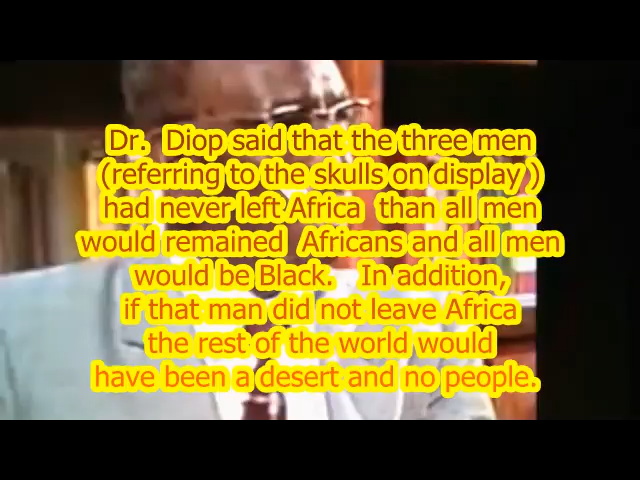 Dr.  Diop said that the three men
(referring to the skulls on display )
had never left Africa  than all men
would remained  Africans and all men
would be Black.   In addition,
if that man did not leave Africa
the rest of the world would
have been a desert and no people.